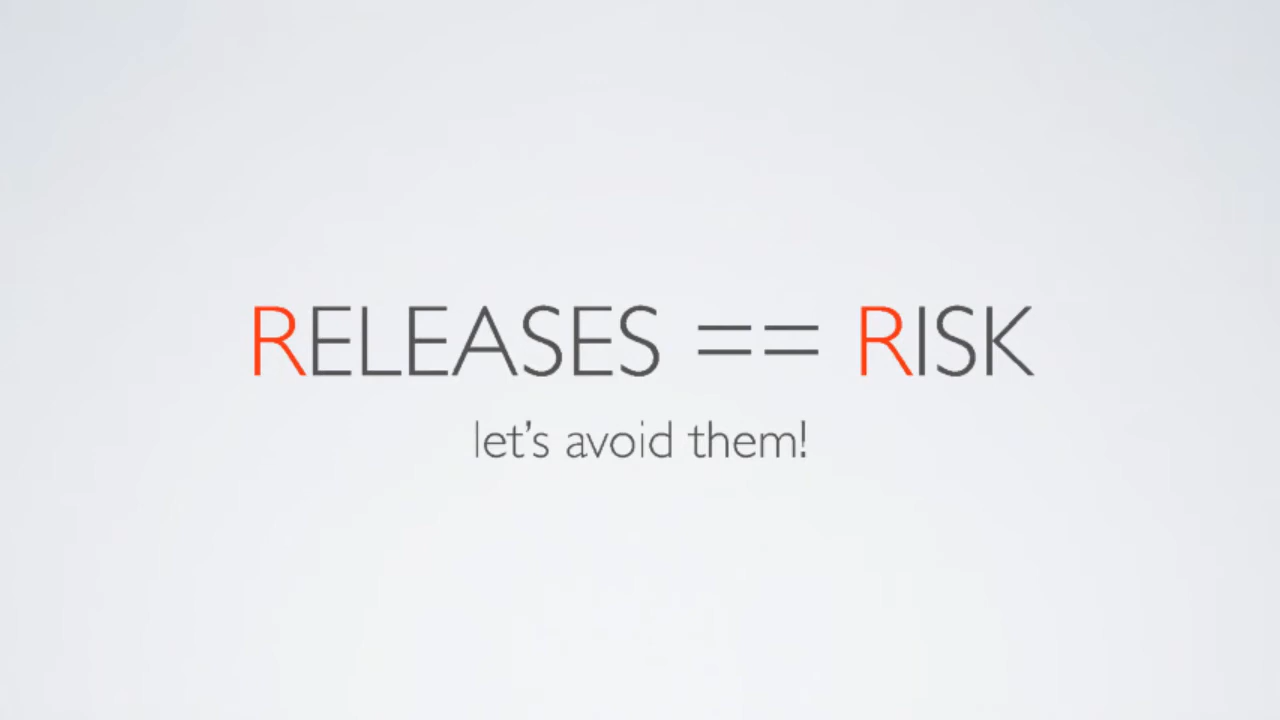 RELEASES == RISK
let's avoid them!